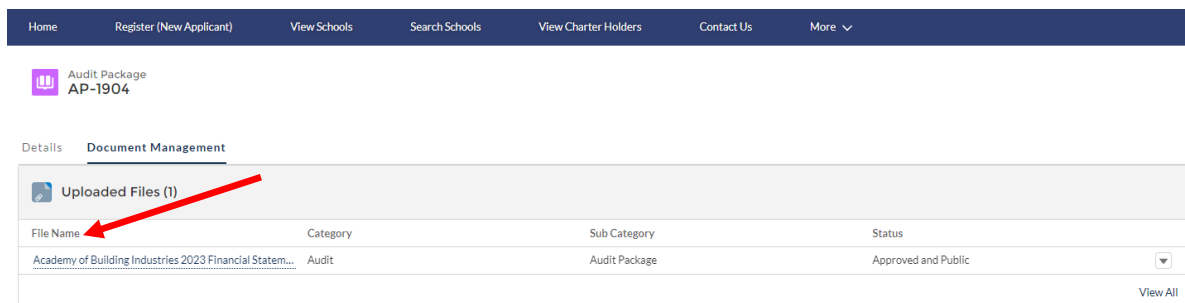 Home Register (New Applicant) View Schools Search Schools View Charter Holders Contact Us More
Audit Package
AP-1904
Details Document Management
Uploaded Files (1)
File Name Category Sub Category Status
Academy of Building Industries 2023 Financial Statem... Audit Audit Package Approved and Public
View All